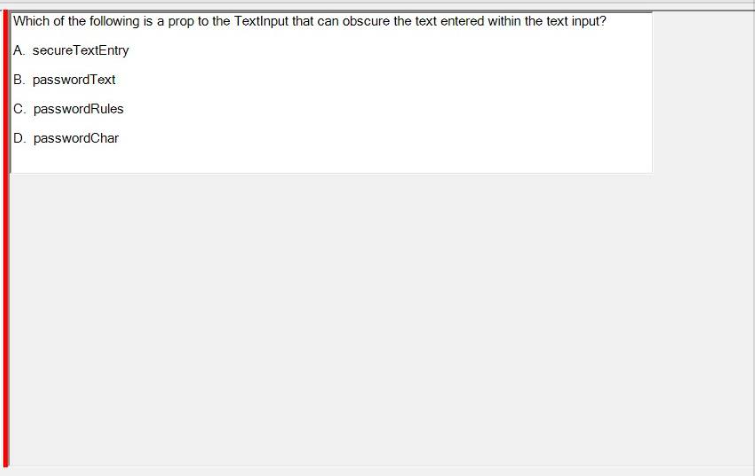 Which of the following is a prop to the TextInput that can obscure the text entered within the text input?
A. secureTextEntry
B. passwordText
C. passwordRules
D. passwordChar